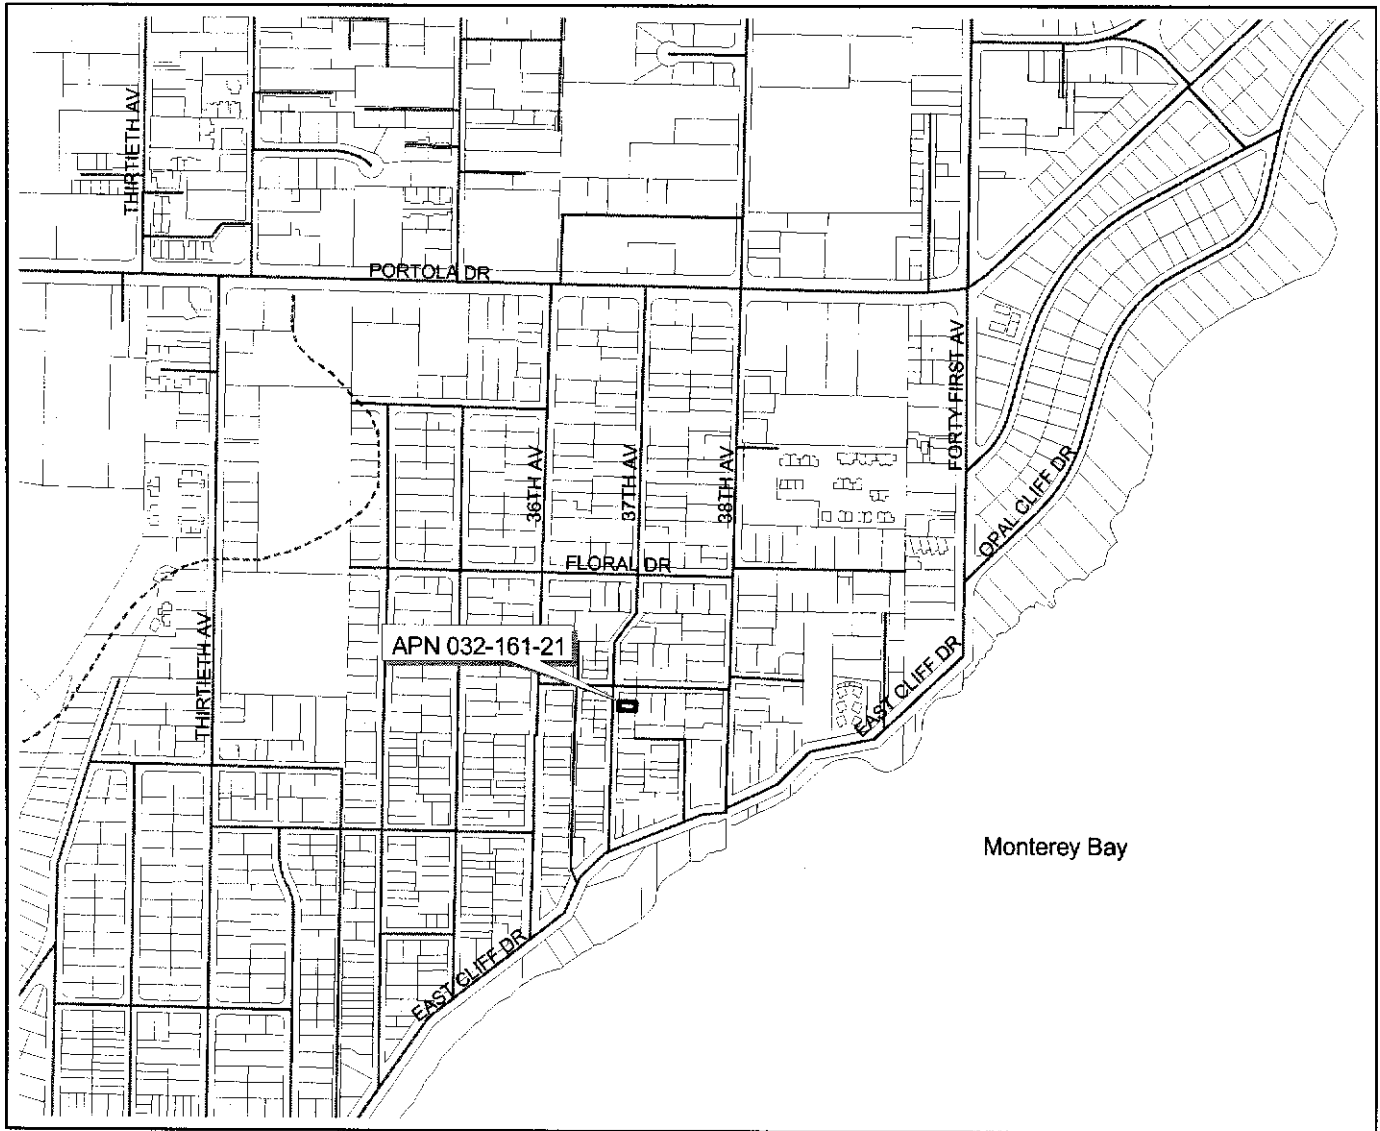 THIRTIETH AV
PORTOLA DR
FORTY FIRST AV
36TH AV
37TH AV
38TH AV
OPAL CLIFF DR
FLORAL DR
APN 032-161-21
THIRTIETH AV
EAST CLIFF DR
Monterey Bay
EAST CLIFF DR